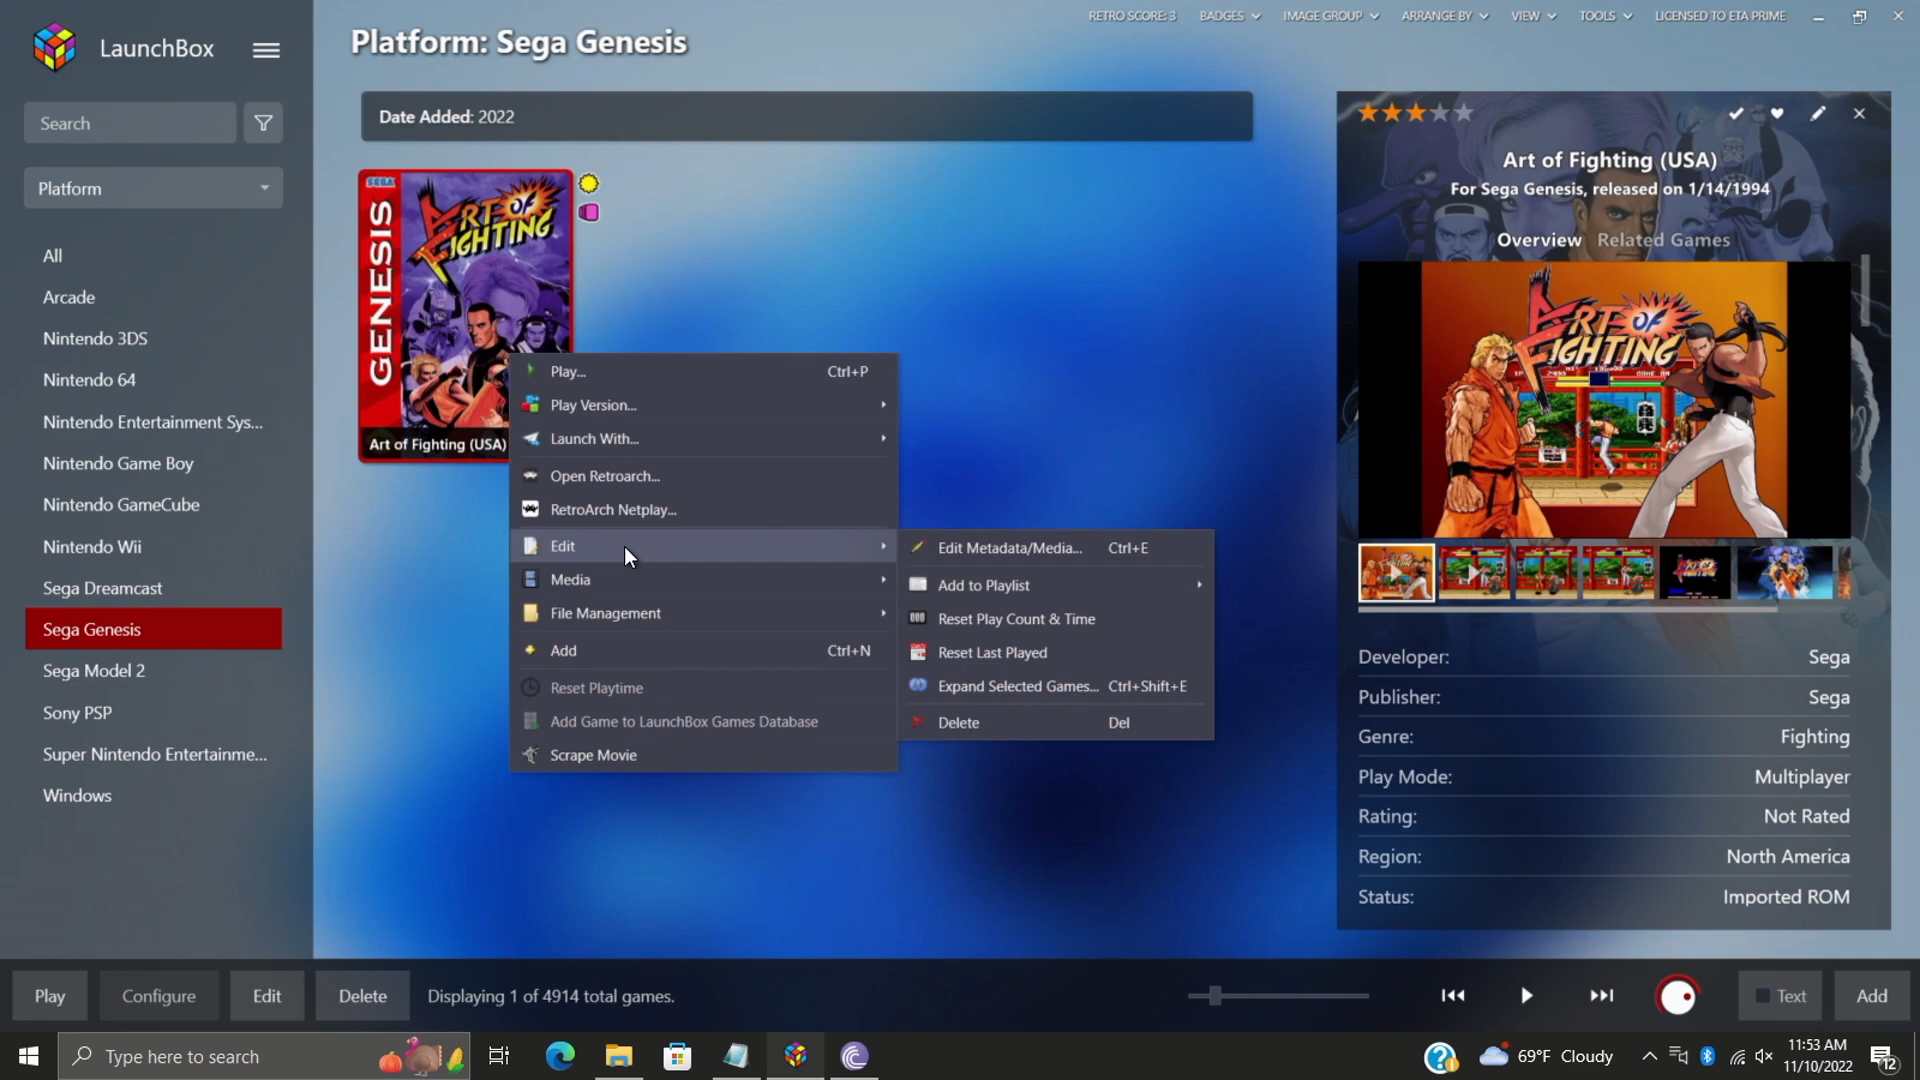 LaunchBox
Search
Platform
All
Arcade
Nintendo 3DS
Nintendo 64
Nintendo Entertainment Sys...
Nintendo Game Boy
Nintendo GameCube
Nintendo Wii
Sega Dreamcast
Sega Genesis
Sega Model 2
Sony PSP
Super Nintendo Entertainme...
Windows
Platform: Sega Genesis
RETRO SCORE: 3 BADGES IMAGE GROUP ARRANGE BY VIEW TOOLS LICENSED TO ETA PRIME
Date Added: 2022
SEGA
GENESIS
ART OF
FIGHTING
Art of Fighting (USA)
Play... Ctrl+P
Play Version...
Launch With...
Open Retroarch...
RetroArch Netplay...
Edit
Media
File Management
Add Ctrl+N
Reset Playtime
Add Game to LaunchBox Games Database
Scrape Movie
Edit Metadata/Media... Ctrl+E
Add to Playlist
Reset Play Count & Time
Reset Last Played
Expand Selected Games... Ctrl+Shift+E
Delete Del
Art of Fighting (USA)
For Sega Genesis, released on 1/14/1994
Overview Related Games
ART OF
FIGHTING
Developer: Sega
Publisher: Sega
Genre: Fighting
Play Mode: Multiplayer
Rating: Not Rated
Region: North America
Status: Imported ROM
Play Configure Edit Delete Displaying 1 of 4914 total games.
Text Add
Type here to search
69°F Cloudy
11:53 AM
11/10/2022
12